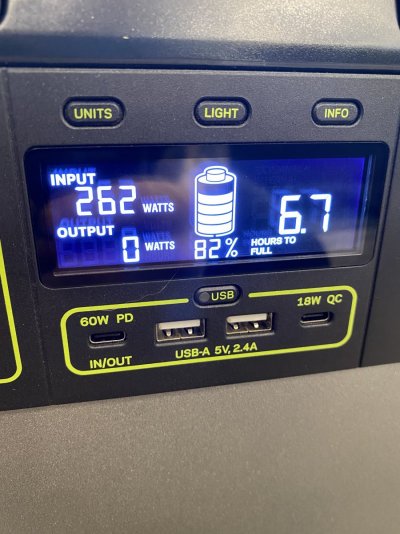 UNITS LIGHT INFO
INPUT
262 WATTS
OUTPUT
0 WATTS
82%
6.7
HOURS TO
FULL
USB
60W PD
18W QC
IN/OUT
USB-A 5V, 2.4A